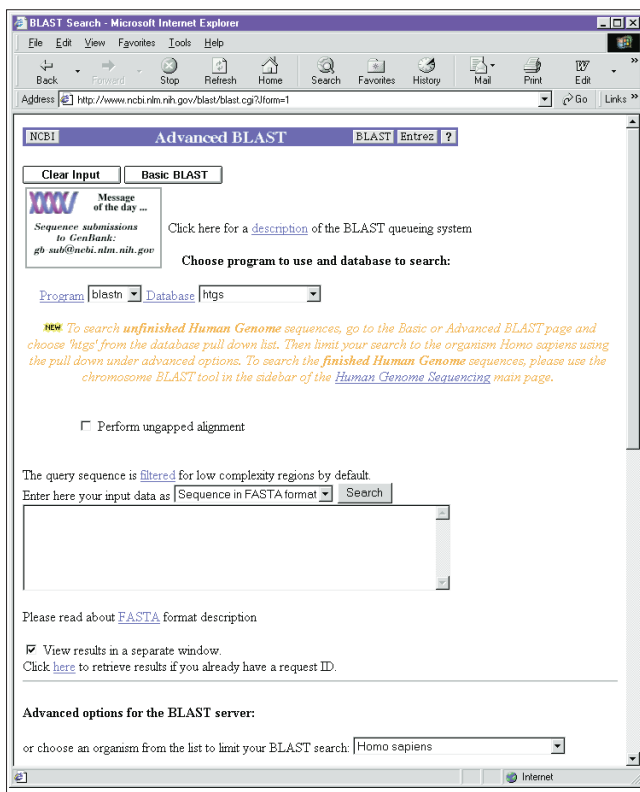 BLAST Search - Microsoft Internet Explorer
File Edit View Favorites Tools Help
Back Forward Stop Refresh Home Search Favorites History Mail Print Edit »
Address http://www.ncbi.nlm.nih.gov/blast/blast.cgi?Jform=1 Go Links »
NCBI Advanced BLAST BLAST Entrez ?
Clear Input Basic BLAST
Message
of the day ...
Sequence submissions
to GenBank:
gb-sub@ncbi.nlm.nih.gov
Click here for a description of the BLAST queueing system
Choose program to use and database to search:
Program blastn Database htgs
NEW To search unfinished Human Genome sequences, go to the Basic or Advanced BLAST page and
choose 'htgs' from the database pull down list. Then limit your search to the organism Homo sapiens using
the pull down under advanced options. To search the finished Human Genome sequences, please use the
chromosome BLAST tool in the sidebar of the Human Genome Sequencing main page.
Perform ungapped alignment
The query sequence is filtered for low complexity regions by default.
Enter here your input data as Sequence in FASTA format Search
Please read about FASTA format description
View results in a separate window.
Click here to retrieve results if you already have a request ID.
Advanced options for the BLAST server:
or choose an organism from the list to limit your BLAST search: Homo sapiens
Internet